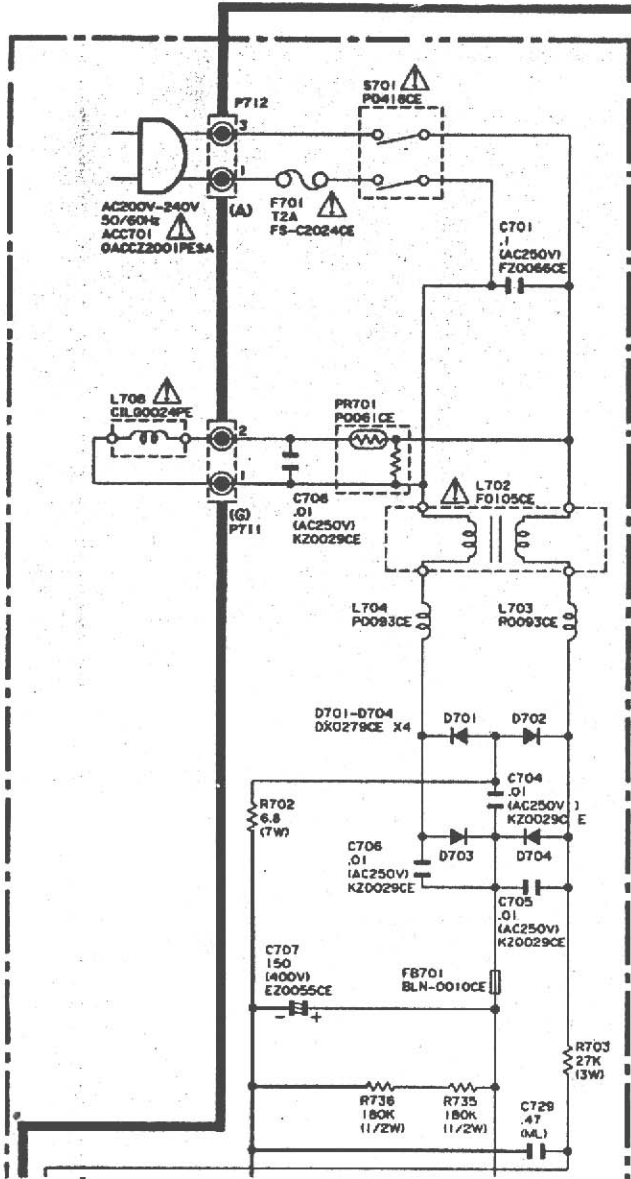 S701
P0416CE
P712
3
1
(A)
AC200V-240V
50/60Hz
ACC701
QACCZ2001PESA
F701
T2A
FS-C2024CE
C701
.1
(AC250V)
FZ0066CE
L708
CILG0024PE
2
1
(G)
P711
PR701
P0061CE
C708
.01
(AC250V)
KZ0029CE
L702
F0105CE
L704
P0093CE
L703
R0093CE
D701-D704
DX0279CE X4
D701
D702
C704
.01
(AC250V )
KZ0029C E
R702
6.8
(7W)
D703
D704
C706
.01
(AC250V)
KZ0029CE
C705
.01
(AC250V)
KZ0029CE
C707
150
(400V)
EZ0055CE
- +
FB701
BLN-0010CE
R703
27K
(3W)
R736
180K
(1/2W)
R735
180K
(1/2W)
C729
.47
(ML)